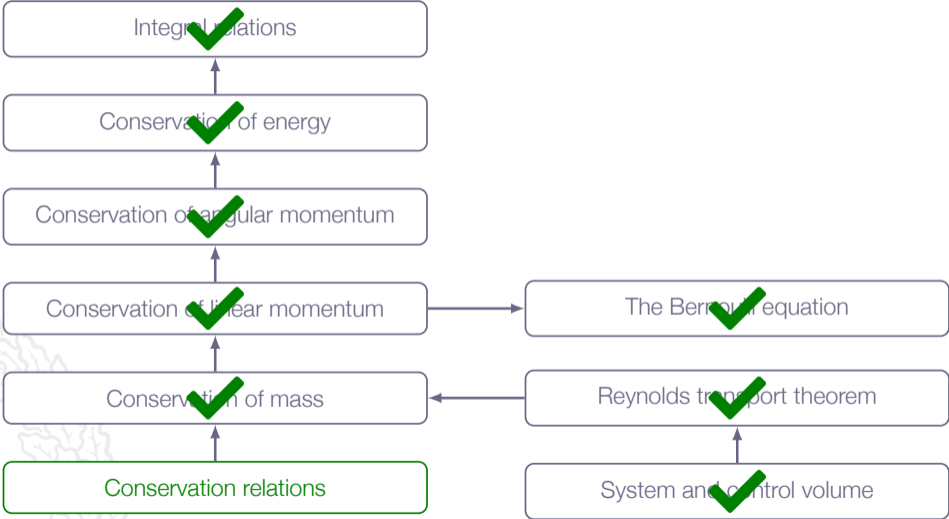 Integral relations
Conservation of energy
Conservation of angular momentum
Conservation of linear momentum
The Bernoulli equation
Conservation of mass
Reynolds transport theorem
Conservation relations
System and control volume